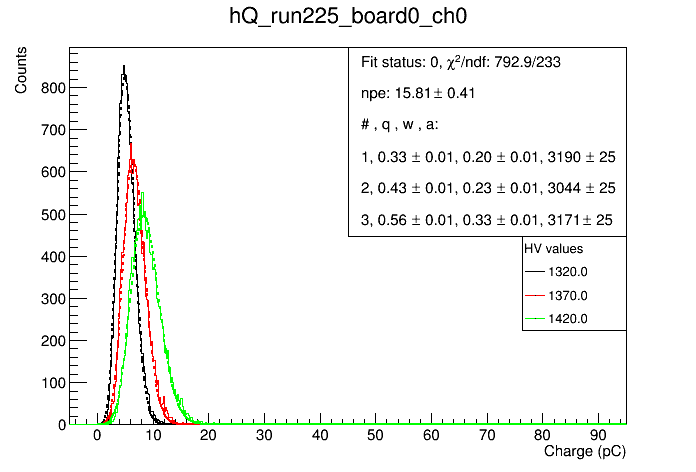 hQ_run225_board0_ch0
Counts
800
700
600
500
400
300
200
100
0
0 10 20 30 40 50 60 70 80 90
Charge (pC)
Fit status: 0, χ²/ndf: 792.9/233
npe: 15.81 ± 0.41
# , q , w , a:
1, 0.33 ± 0.01, 0.20 ± 0.01, 3190 ± 25
2, 0.43 ± 0.01, 0.23 ± 0.01, 3044 ± 25
3, 0.56 ± 0.01, 0.33 ± 0.01, 3171 ± 25
HV values
1320.0
1370.0
1420.0